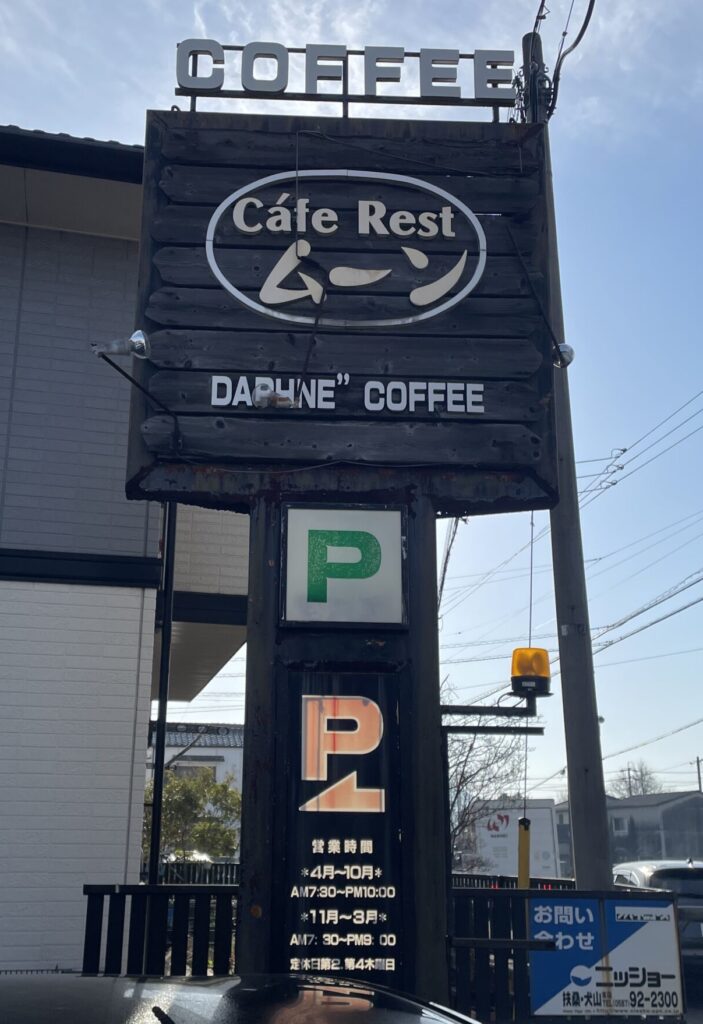 COFFEE
Cáfe Rest
ムーン
DAPHNE” COFFEE
P
P
営業時間
*4月~10月*
AM7:30~PM10:00
*11月~3月*
AM7:30~PM9:00
定休日第2、第4木曜日
お問い
合わせ
ニッショー
扶桑・犬山
TEL(0587)92-2300